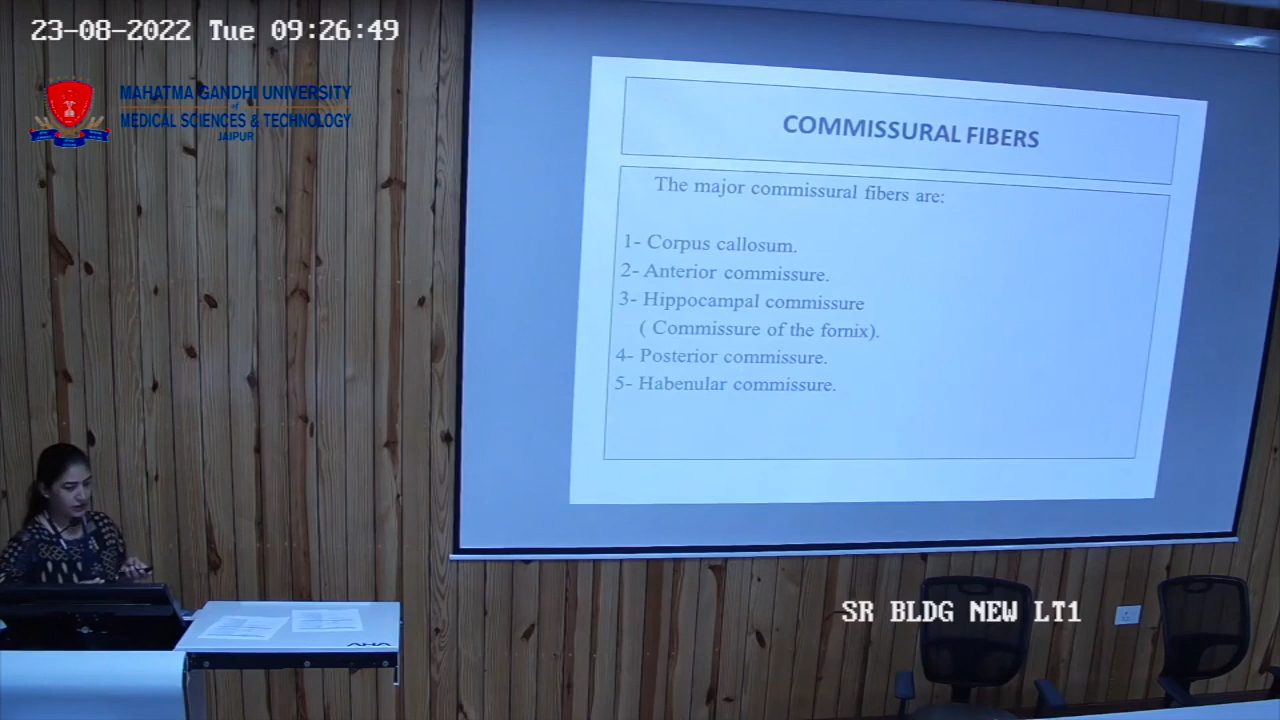 23-08-2022 Tue 09:26:49
MAHATMA GANDHI UNIVERSITY
of
MEDICAL SCIENCES & TECHNOLOGY
JAIPUR
COMMISSURAL FIBERS
The major commissural fibers are:
1- Corpus callosum.
2- Anterior commissure.
3- Hippocampal commissure
( Commissure of the fornix).
4- Posterior commissure.
5- Habenular commissure.
SR BLDG NEW LT1
AHA